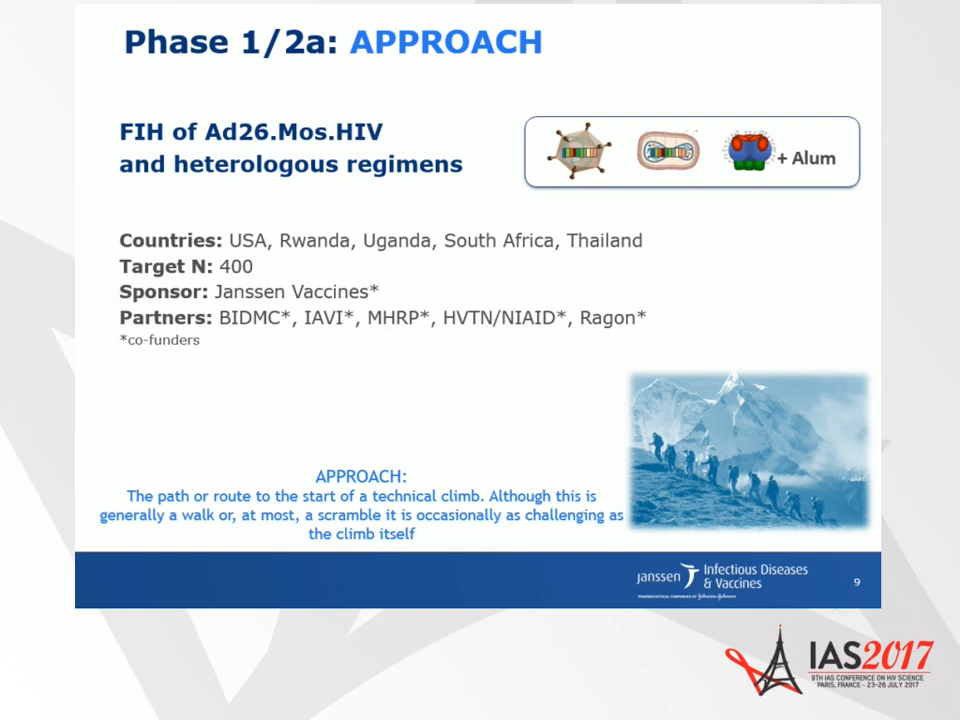 Phase 1/2a: APPROACH
FIH of Ad26.Mos.HIV
and heterologous regimens
+ Alum
Countries: USA, Rwanda, Uganda, South Africa, Thailand
Target N: 400
Sponsor: Janssen Vaccines*
Partners: BIDMC*, IAVI*, MHRP*, HVTN/NIAID*, Ragon*
*co-funders
APPROACH:
The path or route to the start of a technical climb. Although this is
generally a walk or, at most, a scramble it is occasionally as challenging as
the climb itself
janssen Infectious Diseases
& Vaccines
PHARMACEUTICAL COMPANIES OF Johnson & Johnson
9
IAS2017
9TH IAS CONFERENCE ON HIV SCIENCE
PARIS, FRANCE - 23-26 JULY 2017